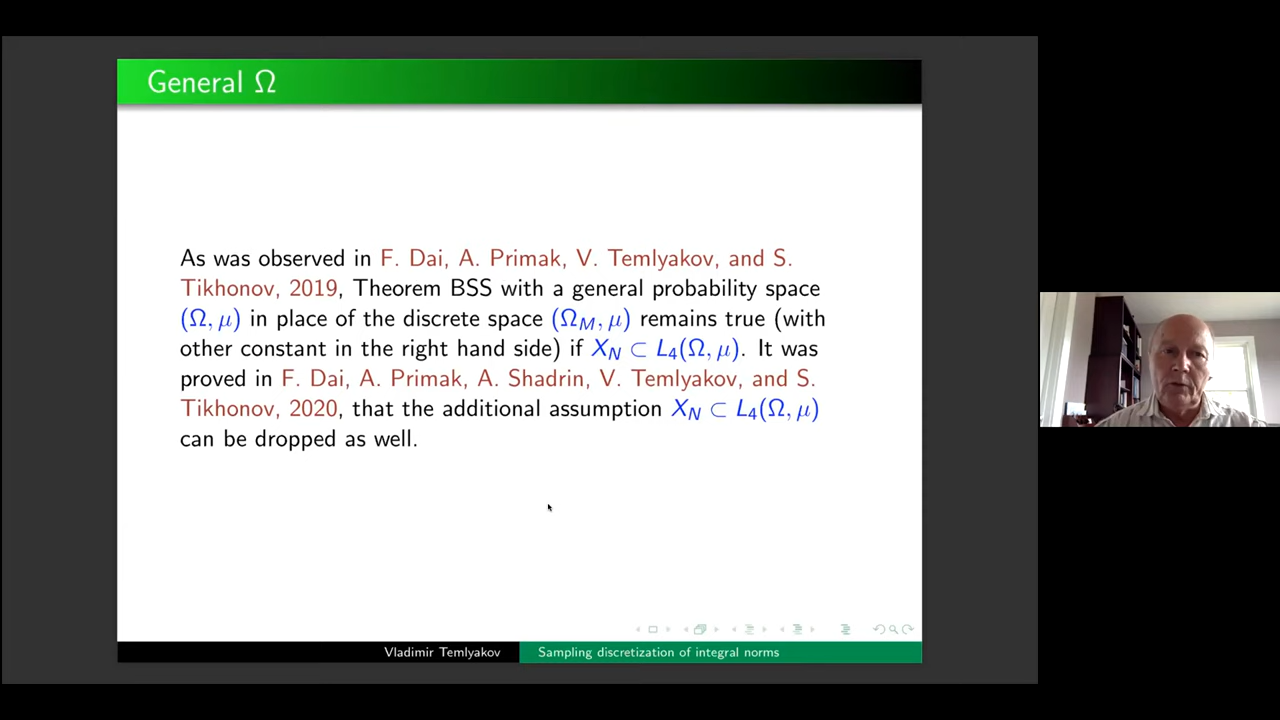 General Ω
As was observed in F. Dai, A. Primak, V. Temlyakov, and S.
Tikhonov, 2019, Theorem BSS with a general probability space
(Ω, μ) in place of the discrete space (Ω_M, μ) remains true (with
other constant in the right hand side) if X_N ⊂ L_4(Ω, μ). It was
proved in F. Dai, A. Primak, A. Shadrin, V. Temlyakov, and S.
Tikhonov, 2020, that the additional assumption X_N ⊂ L_4(Ω, μ)
can be dropped as well.
Vladimir Temlyakov
Sampling discretization of integral norms